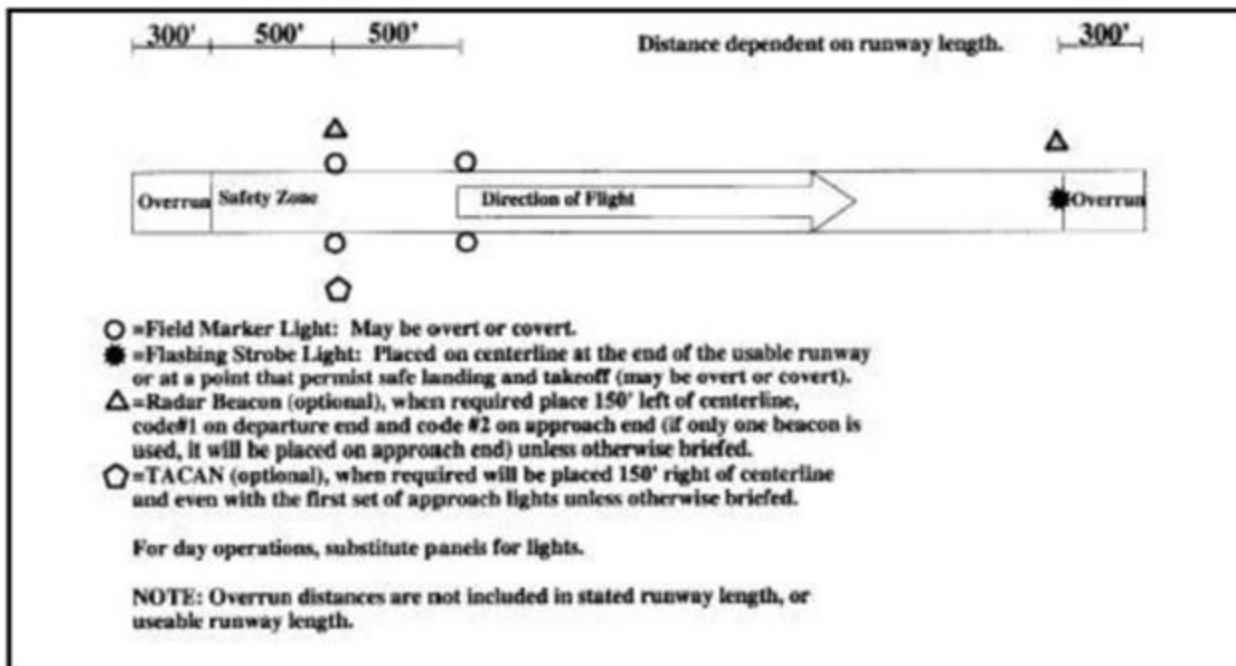 300' 500' 500' Distance dependent on runway length. 300'
Overrun Safety Zone Direction of Flight Overrun
=Field Marker Light: May be overt or covert.
=Flashing Strobe Light: Placed on centerline at the end of the usable runway
or at a point that permist safe landing and takeoff (may be overt or covert).
=Radar Beacon (optional), when required place 150' left of centerline,
code#1 on departure end and code #2 on approach end (if only one beacon is
used, it will be placed on approach end) unless otherwise briefed.
=TACAN (optional), when required will be placed 150' right of centerline
and even with the first set of approach lights unless otherwise briefed.
For day operations, substitute panels for lights.
NOTE: Overrun distances are not included in stated runway length, or
useable runway length.